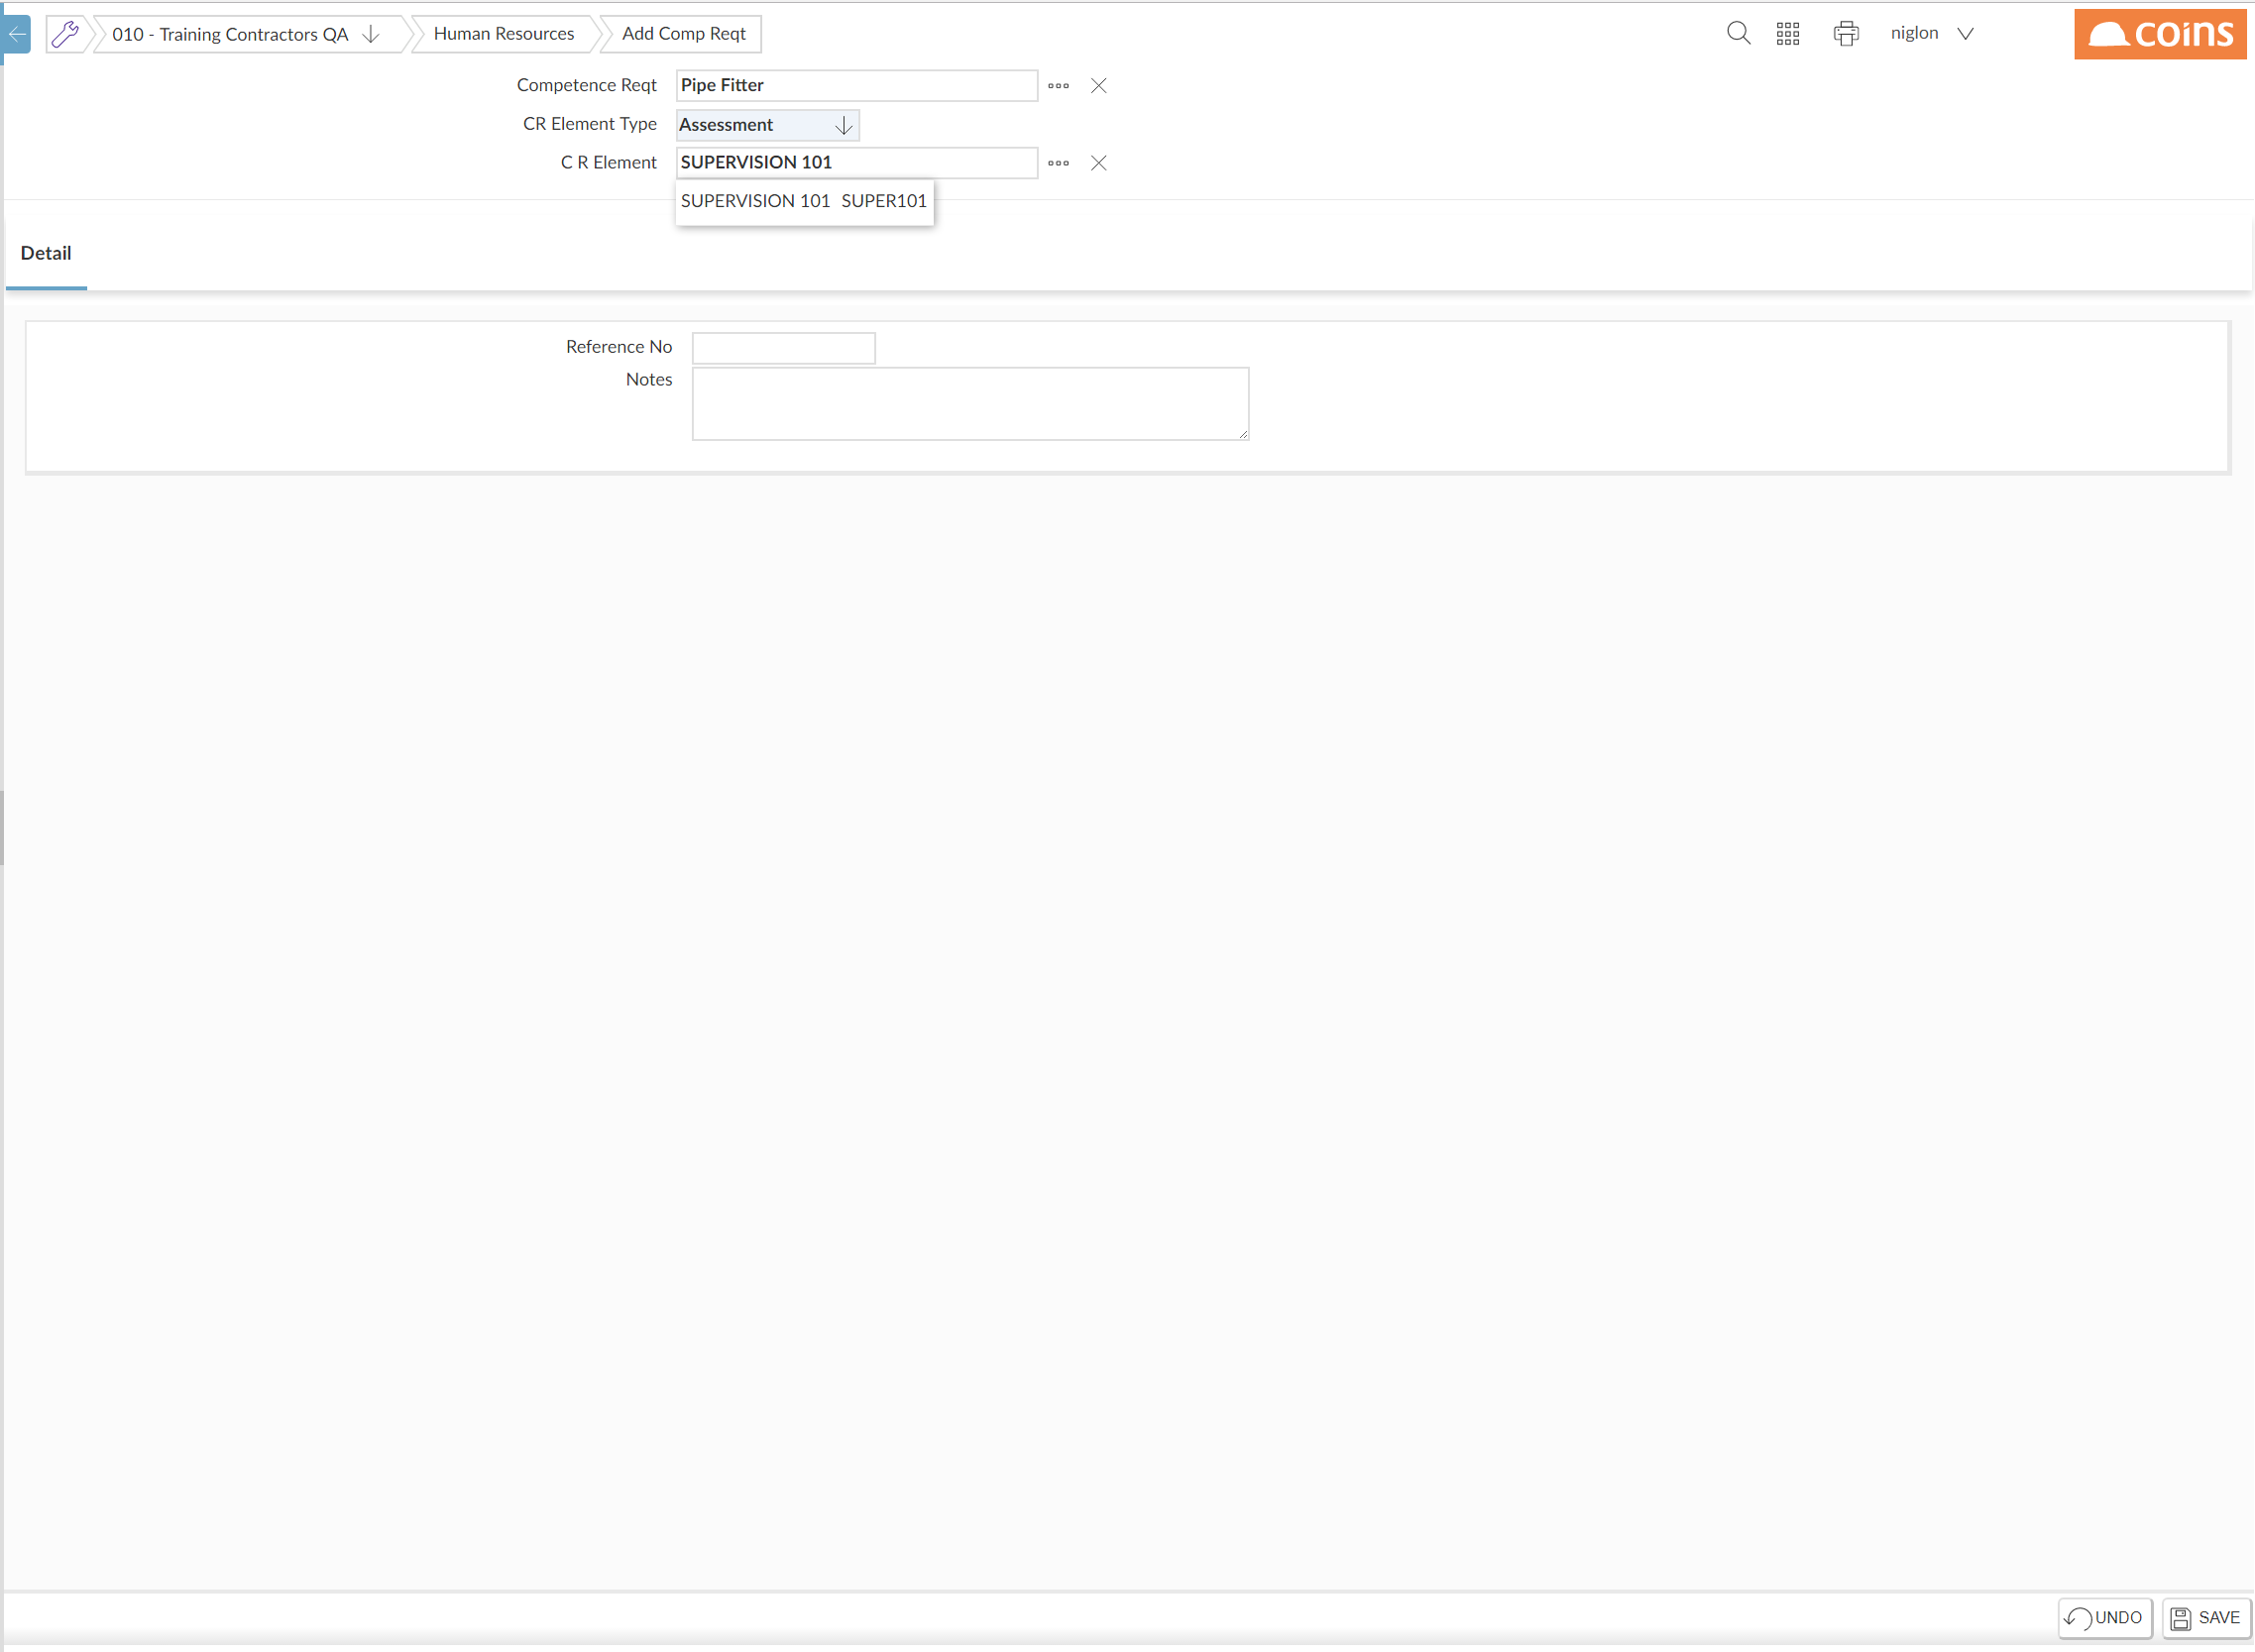 010 - Training Contractors QA Human Resources Add Comp Reqt niglon coins
Competence Reqt Pipe Fitter
CR Element Type Assessment
C R Element SUPERVISION 101
SUPERVISION 101 SUPER101
Detail
Reference No
Notes
UNDO SAVE